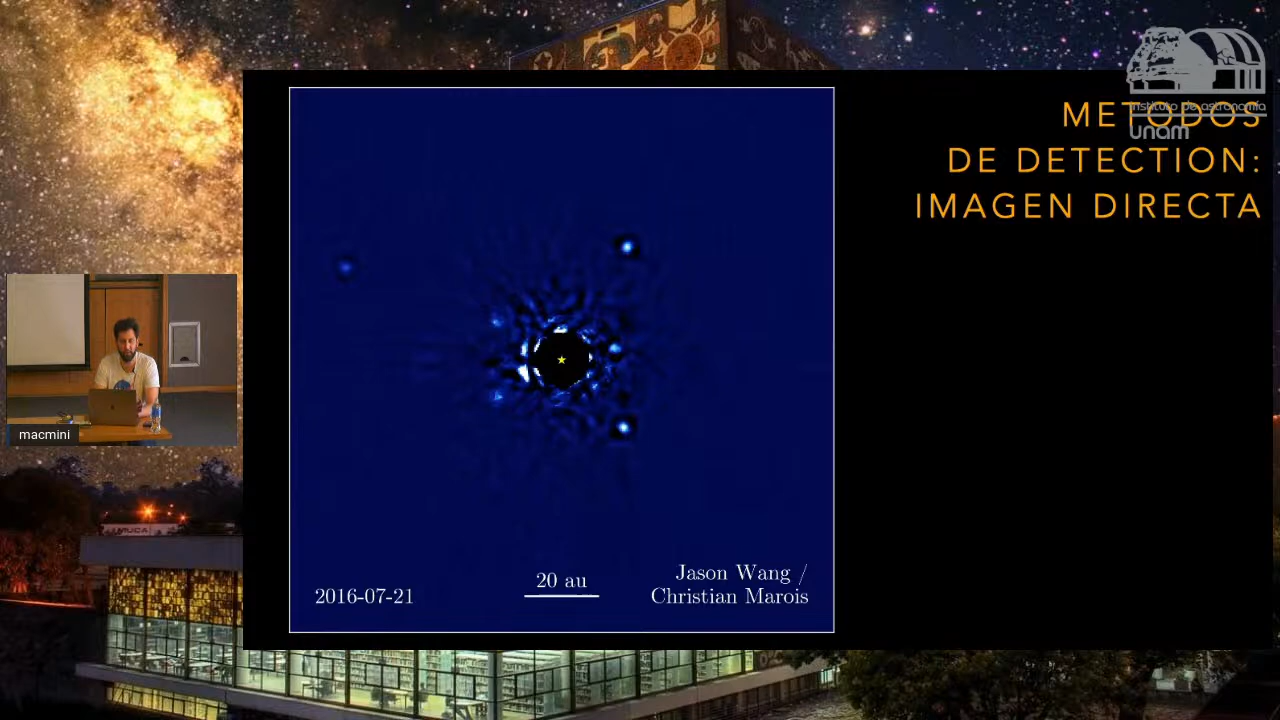 METODOS
DE DETECTION:
IMAGEN DIRECTA
instituto de astronomía
unam
macmini
MUCA
2016-07-21
20 au
Jason Wang /
Christian Marois